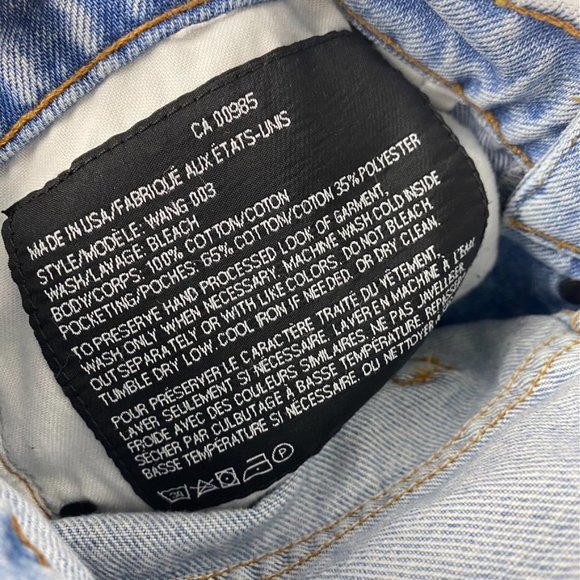 CA 00985
MADE IN USA/FABRIQUÉ AUX ÉTATS-UNIS
STYLE/MODÈLE: WANG 003
WASH/LAVAGE: BLEACH
BODY/CORPS: 100% COTTON/COTON
POCKETING/POCHES: 65% COTTON/COTON 35% POLYESTER
TO PRESERVE HAND PROCESSED LOOK OF GARMENT,
WASH ONLY WHEN NECESSARY. MACHINE WASH COLD INSIDE
OUT SEPARATELY OR WITH LIKE COLORS. DO NOT BLEACH.
TUMBLE DRY LOW. COOL IRON IF NEEDED. OR DRY CLEAN.
POUR PRÉSERVER LE CARACTÈRE TRAITÉ DU VÊTEMENT.
LAVER SEULEMENT SI NÉCESSAIRE. LAVER EN MACHINE À L'EAU
FROIDE AVEC DES COULEURS SIMILAIRES. NE PAS JAVELLISER.
SÉCHER PAR CULBUTAGE À BASSE TEMPÉRATURE. REPASSER
BASSE TEMPÉRATURE SI NÉCESSAIRE. OU NETTOYER
30 P